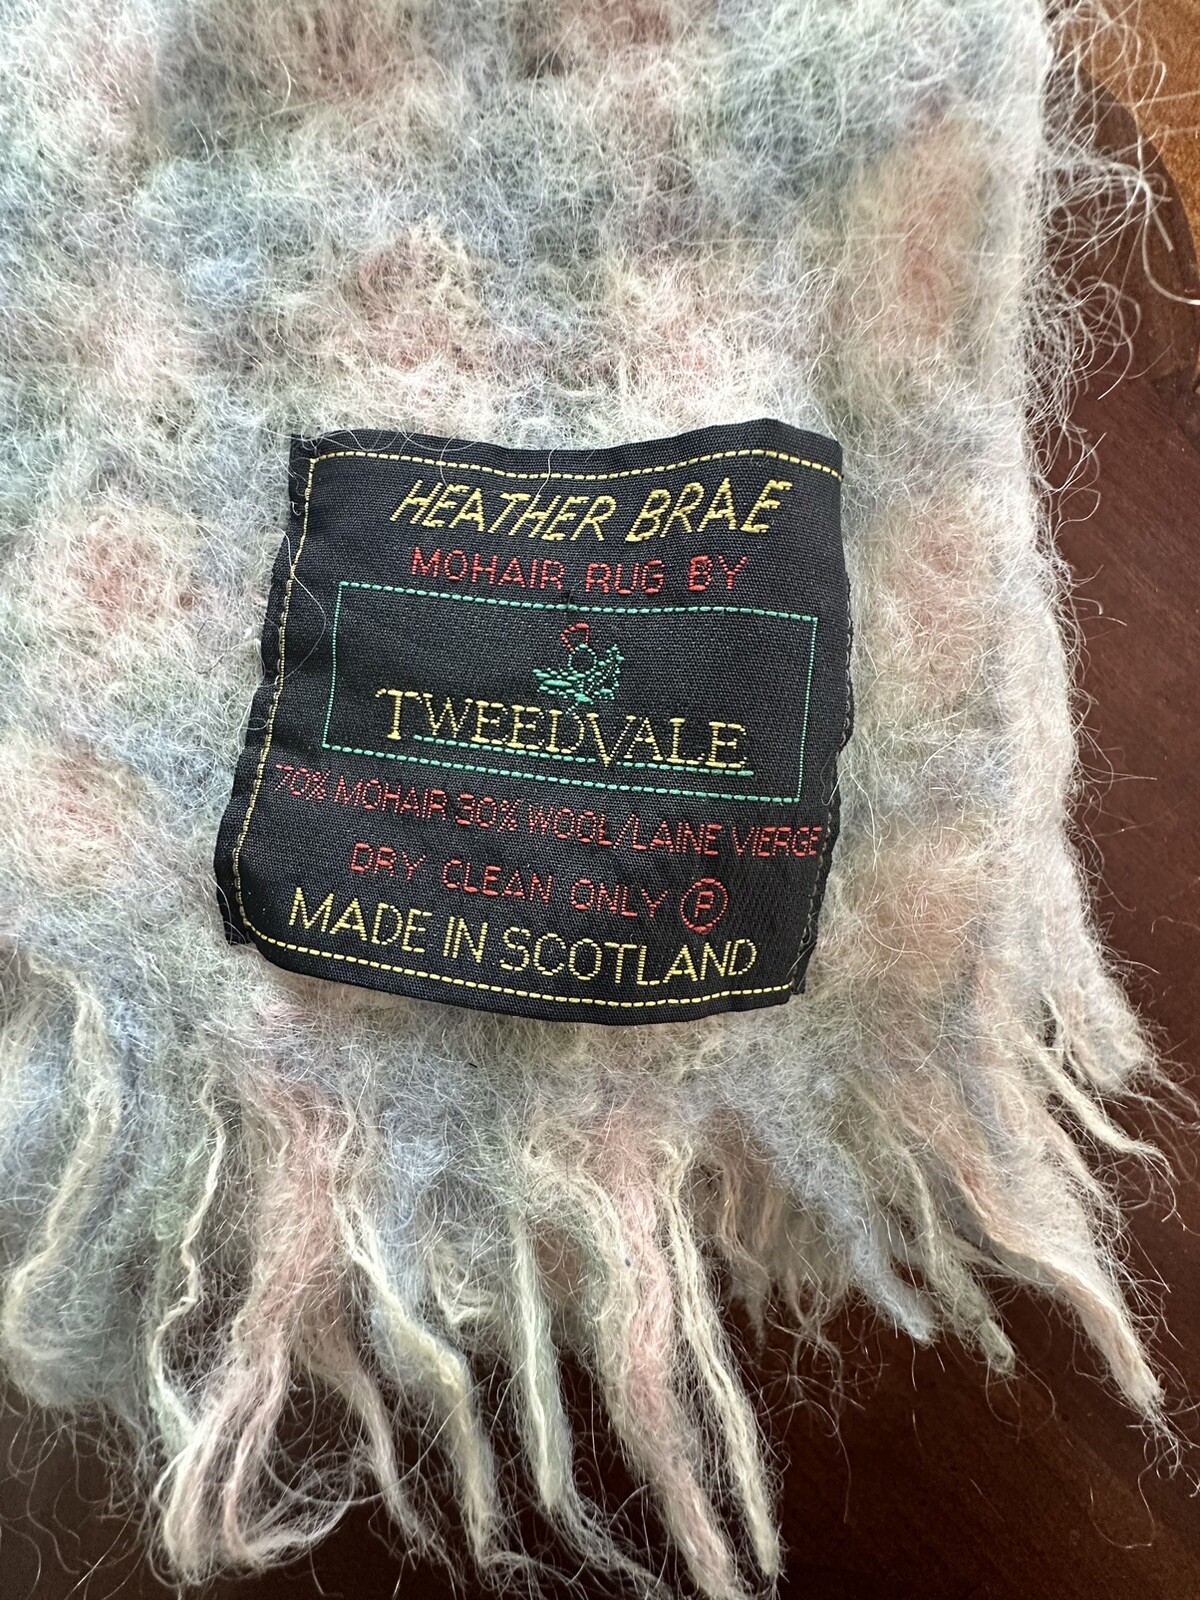 HEATHER BRAE
MOHAIR RUG BY
TWEEDVALE
70% MOHAIR 30% WOOL/LAINE VIERGE
DRY CLEAN ONLY Ⓟ
MADE IN SCOTLAND